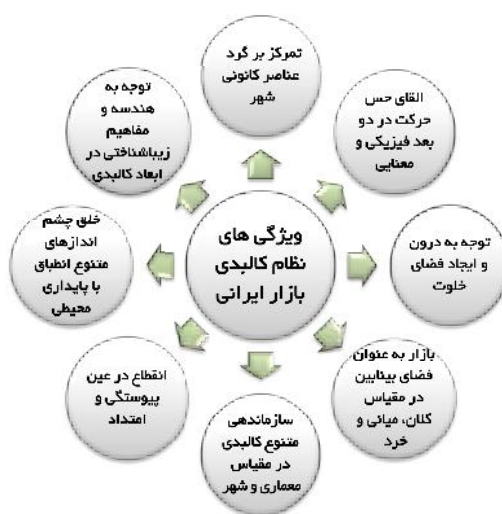 تمرکز بر گرد
عناصر کانونی
شهر
القای حس
حرکت در دو
بعد فیزیکی و
معنایی
توجه به درون
و ایجاد فضای
خلوت
بازار به عنوان
فضای بینابین
در مقیاس
کلان، میانی و
خرد
سازماندهی
متنوع کالبدی
در مقیاس
معماری و شهر
انقطاع در عین
پیوستگی و
امتداد
خلق چشم
اندازهای
متنوع انطباق
با پایداری
محیطی
توجه به
هندسه و
مفاهیم
زیباشناختی در
ابعاد کالبدی
ویژگی های
نظام کالبدی
بازار ایرانی